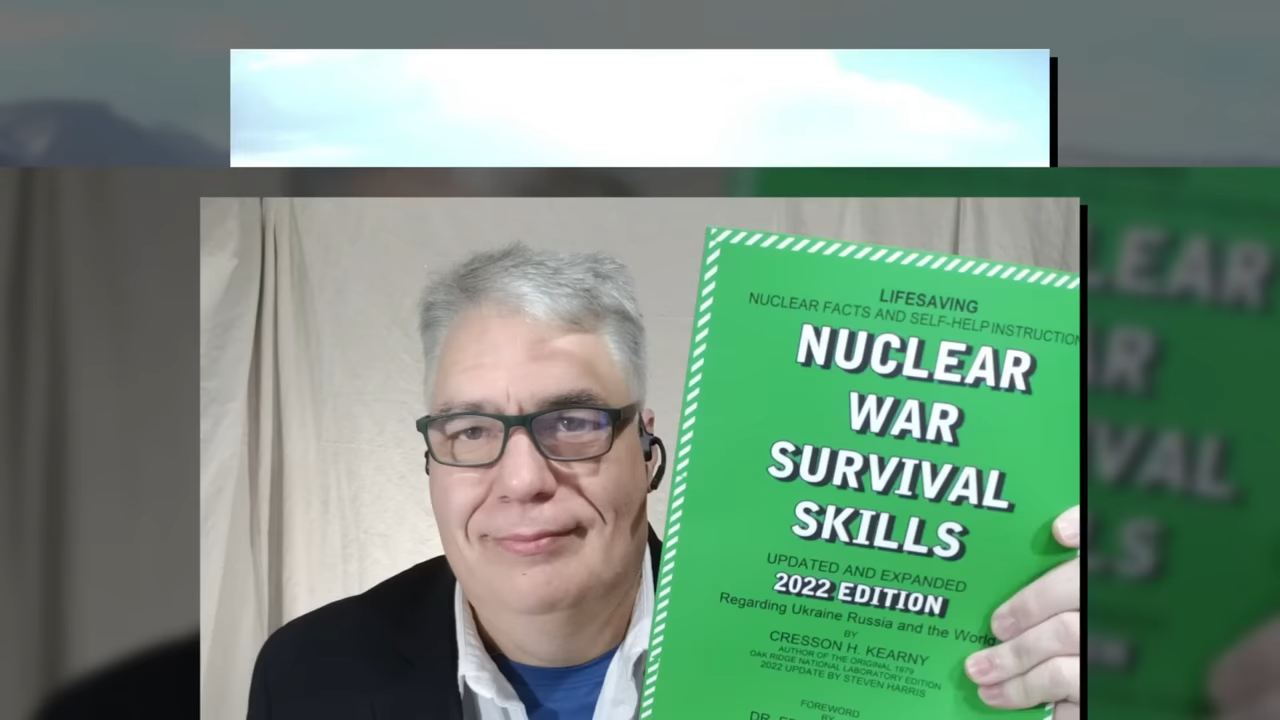 LIFESAVING
NUCLEAR FACTS AND SELF-HELP INSTRUCTION
NUCLEAR
WAR
SURVIVAL
SKILLS
UPDATED AND EXPANDED
2022 EDITION
Regarding Ukraine Russia and the World
BY
CRESSON H. KEARNY
AUTHOR OF THE ORIGINAL 1979
OAK RIDGE NATIONAL LABORATORY EDITION
2022 UPDATE BY STEVEN HARRIS
FOREWORD
BY
DR.